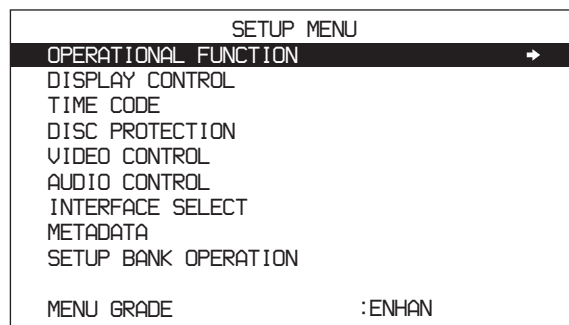 SETUP MENU
OPERATIONAL FUNCTION ➜
DISPLAY CONTROL
TIME CODE
DISC PROTECTION
VIDEO CONTROL
AUDIO CONTROL
INTERFACE SELECT
METADATA
SETUP BANK OPERATION
MENU GRADE :ENHAN